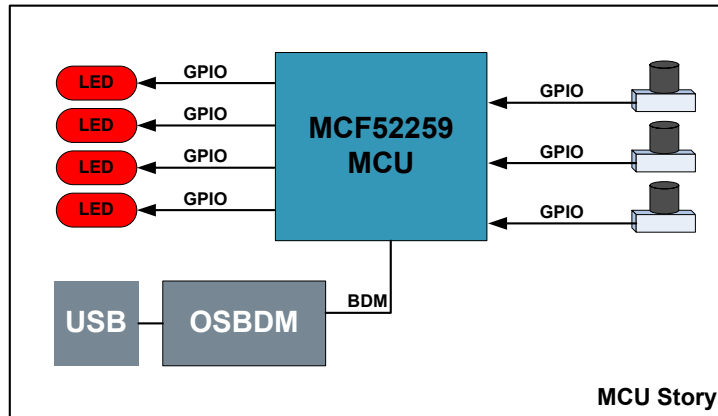 LED
GPIO
LED
GPIO
LED
GPIO
LED
GPIO
MCF52259
MCU
GPIO
GPIO
GPIO
BDM
USB
OSBDM
MCU Story